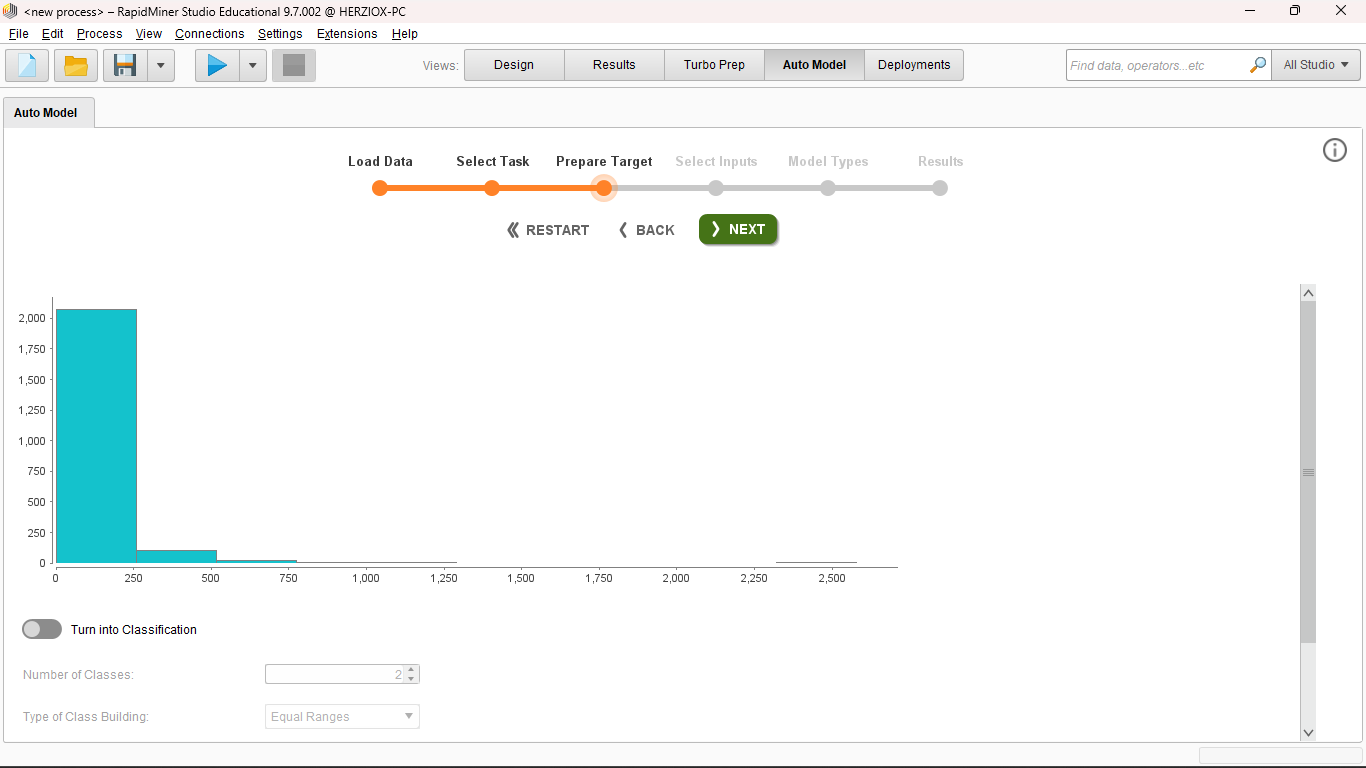 <new process> – RapidMiner Studio Educational 9.7.002 @ HERZIOX-PC
File Edit Process View Connections Settings Extensions Help
Views: Design Results Turbo Prep Auto Model Deployments Find data, operators...etc All Studio
Auto Model
Load Data Select Task Prepare Target Select Inputs Model Types Results
RESTART BACK NEXT
2,000
1,750
1,500
1,250
1,000
750
500
250
0
0 250 500 750 1,000 1,250 1,500 1,750 2,000 2,250 2,500
Turn into Classification
Number of Classes: 2
Type of Class Building: Equal Ranges